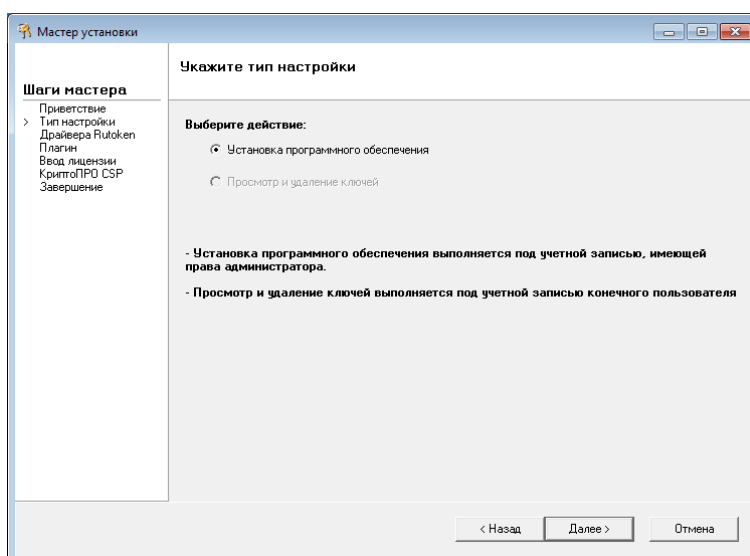 Мастер установки
Укажите тип настройки
Шаги мастера
Приветствие
> Тип настройки
Драйвера Rutoken
Плагин
Ввод лицензии
КриптоПРО CSP
Завершение
Выберите действие:
Установка программного обеспечения
Просмотр и удаление ключей
- Установка программного обеспечения выполняется под учетной записью, имеющей
права администратора.
- Просмотр и удаление ключей выполняется под учетной записью конечного пользователя
< Назад
Далее >
Отмена